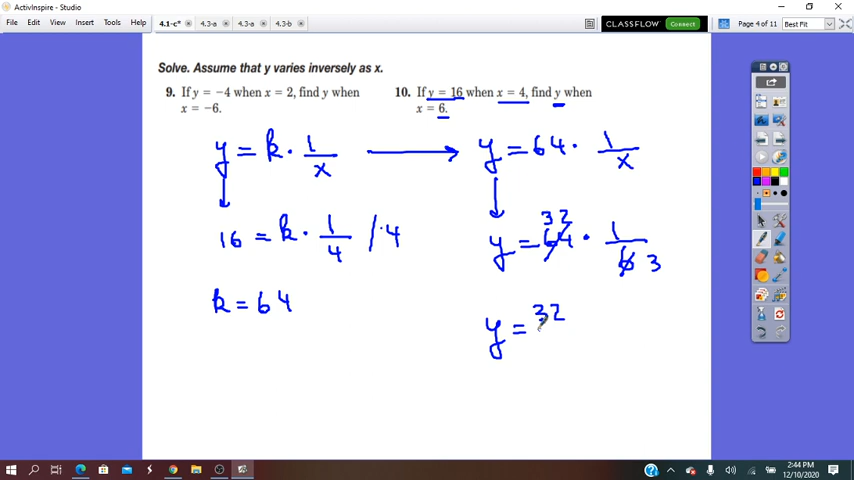 ActivInspire - Studio
File Edit View Insert Tools Help
4.1-c* 4.3-a 4.3-a 4.3-b
CLASSFLOW Connect Page 4 of 11 Best Fit
Solve. Assume that y varies inversely as x.
9. If y = −4 when x = 2, find y when
x = −6.
10. If y = 16 when x = 4, find y when
x = 6.
y = k · 1/x
16 = k · 1/4 / · 4
k = 64
y = 64 · 1/x
32
y = 64 · 1/6 3
y = 32
2:44 PM
12/10/2020